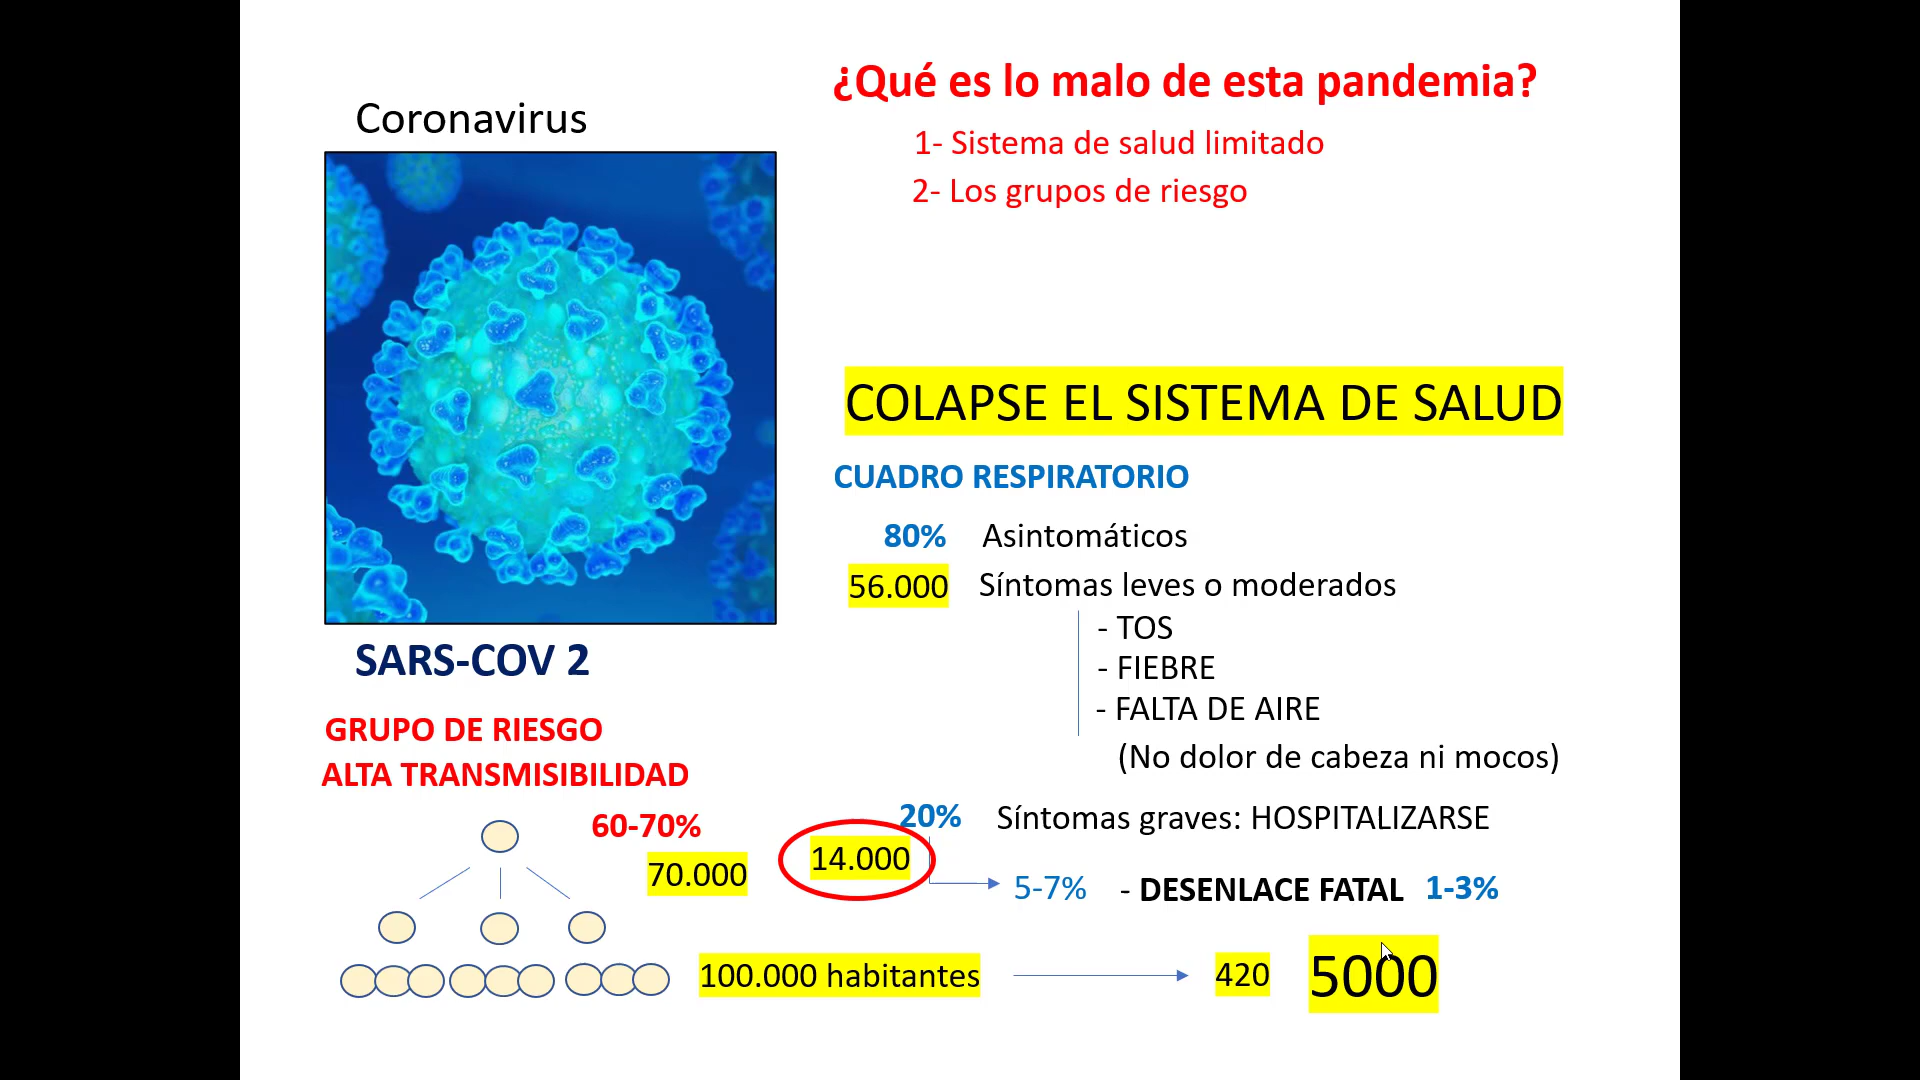 Coronavirus
SARS-COV 2
GRUPO DE RIESGO
ALTA TRANSMISIBILIDAD
60-70%
70.000
¿Qué es lo malo de esta pandemia?
1- Sistema de salud limitado
2- Los grupos de riesgo
COLAPSE EL SISTEMA DE SALUD
CUADRO RESPIRATORIO
80% Asintomáticos
56.000 Síntomas leves o moderados
- TOS
- FIEBRE
- FALTA DE AIRE
(No dolor de cabeza ni mocos)
20% Síntomas graves: HOSPITALIZARSE
14.000
5-7% - DESENLACE FATAL 1-3%
100.000 habitantes 420 5000